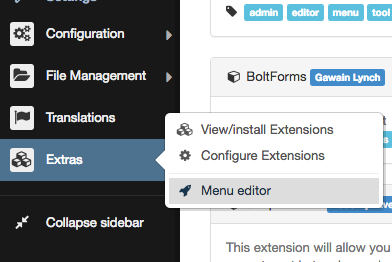 Settings
admin editor menu tool
Configuration
File Management
BoltForms Gawain Lynch
Translations
View/install Extensions
Extras
Configure Extensions
Menu editor
Collapse sidebar
This extension will allow you